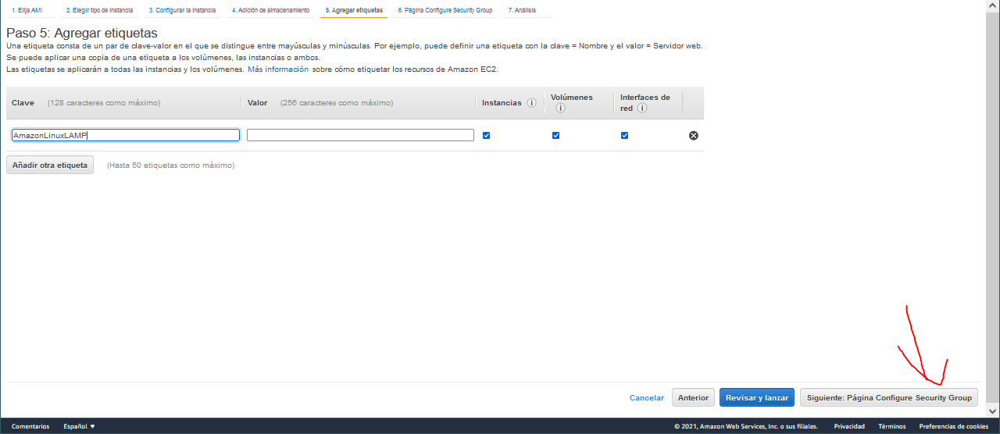 1. Elija AMI 2. Elegir tipo de instancia 3. Configurar la instancia 4. Adición de almacenamiento 5. Agregar etiquetas 6. Página Configure Security Group 7. Análisis
Paso 5: Agregar etiquetas
Una etiqueta consta de un par de clave-valor en el que se distingue entre mayúsculas y minúsculas. Por ejemplo, puede definir una etiqueta con la clave = Nombre y el valor = Servidor web.
Se puede aplicar una copia de una etiqueta a los volúmenes, las instancias o ambos.
Las etiquetas se aplicarán a todas las instancias y los volúmenes. Más información sobre cómo etiquetar los recursos de Amazon EC2.
Clave (128 caracteres como máximo) Valor (256 caracteres como máximo) Instancias i Volúmenes i Interfaces de red i
AmazonLinuxLAMP
Añadir otra etiqueta (Hasta 50 etiquetas como máximo)
Cancelar Anterior Revisar y lanzar Siguiente: Página Configure Security Group
Comentarios Español © 2021, Amazon Web Services, Inc. o sus filiales. Privacidad Términos Preferencias de cookies